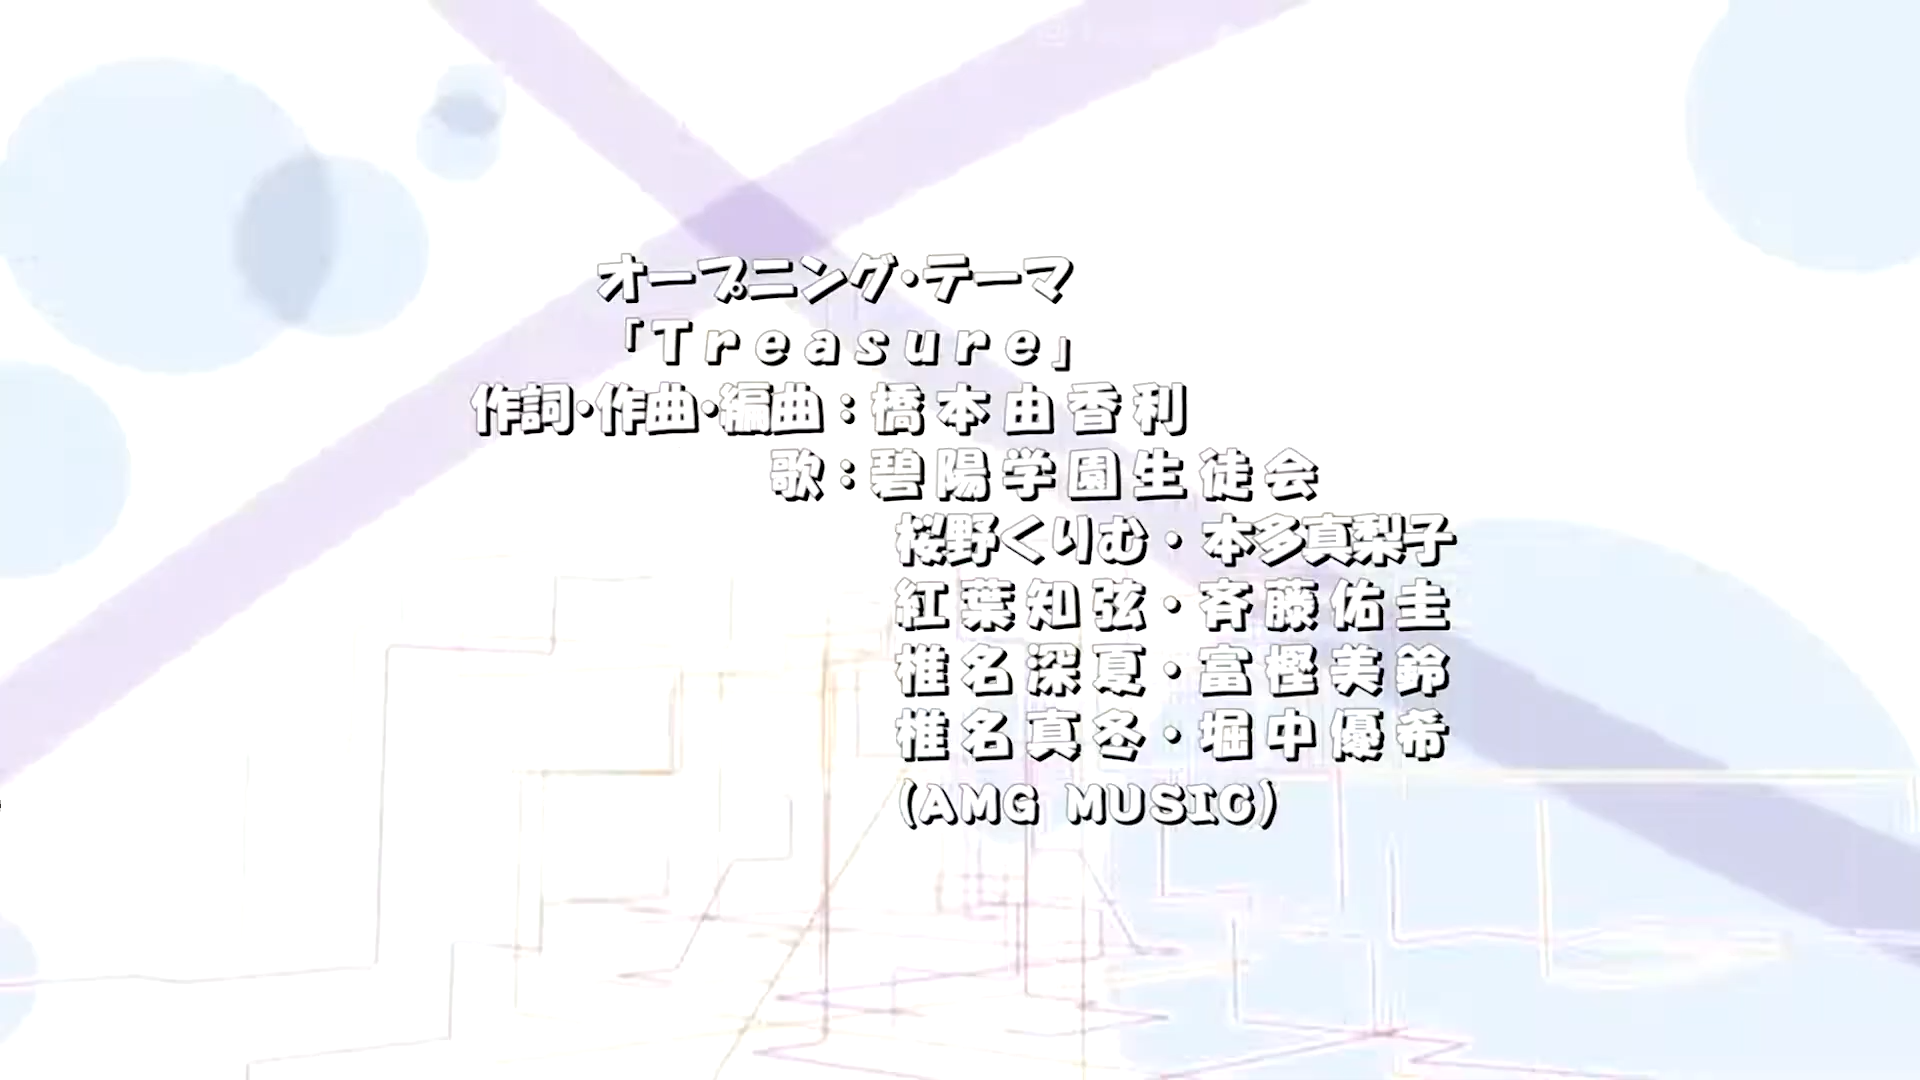 オープニング・テーマ
「Treasure」
作詞・作曲・編曲：橋本由香利
歌：碧陽学園生徒会
桜野くりむ・本多真梨子
紅葉知弦・斉藤佑圭
椎名深夏・富樫美鈴
椎名真冬・堀中優希
(AMG MUSIC)